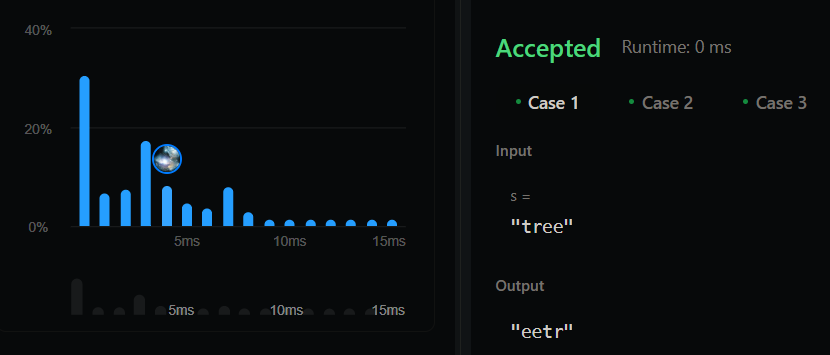 40%
20%
0%
5ms 10ms 15ms
5ms 10ms 15ms
Accepted Runtime: 0 ms
• Case 1 • Case 2 • Case 3
Input
s =
"tree"
Output
"eetr"